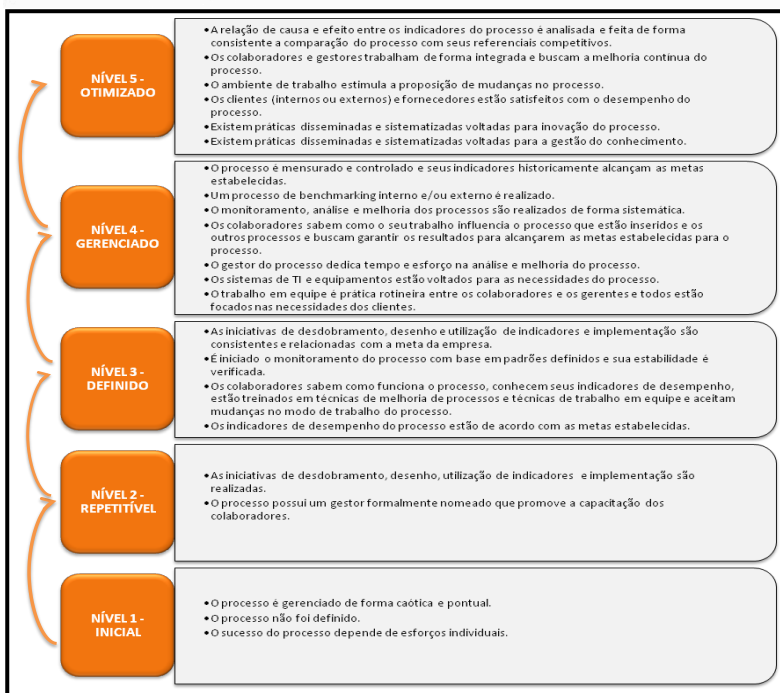 NÍVEL 5 -
OTIMIZADO
•A relação de causa e efeito entre os indicadores do processo é analisada e feita de forma
consistente a comparação do processo com seus referenciais competitivos.
•Os colaboradores e gestores trabalham de forma integrada e buscam a melhoria contínua do
processo.
•O ambiente de trabalho estimula a proposição de mudanças no processo.
•Os clientes (internos ou externos) e fornecedores estão satisfeitos com o desempenho do
processo.
•Existem práticas disseminadas e sistematizadas voltadas para inovação do processo.
•Existem práticas disseminadas e sistematizadas voltadas para a gestão do conhecimento.
NÍVEL 4 -
GERENCIADO
•O processo é mensurado e controlado e seus indicadores historicamente alcançam as metas
estabelecidas.
•Um processo de benchmarking interno e/ou externo é realizado.
•O monitoramento, análise e melhoria dos processos são realizados de forma sistemática.
•Os colaboradores sabem como o seu trabalho influencia o processo que estão inseridos e os
outros processos e buscam garantir os resultados para alcançarem as metas estabelecidas para o
processo.
•O gestor do processo dedica tempo e esforço na análise e melhoria do processo.
•Os sistemas de TI e equipamentos estão voltados para as necesidades do processo.
•O trabalho em equipe é prática rotineira entre os colaboradores e os gerentes e todos estão
focados nas necessidades dos clientes.
NÍVEL 3 -
DEFINIDO
•As iniciativas de desdobramento, desenho e utilização de indicadores e implementação são
consistentes e relacionadas com a meta da empresa.
•É iniciado o monitoramento do processo com base em padrões definidos e sua estabilidade é
verificada.
•Os colaboradores sabem como funciona o processo, conhecem seus indicadores de desempenho,
estão treinados em técnicas de melhoria de processos e técnicas de trabalho em equipe e aceitam
mudanças no modo de trabalho do processo.
•Os indicadores de desempenho do processo estão de acordo com as metas estabelecidas.
NÍVEL 2 -
REPETITÍVEL
•As iniciativas de desdobramento, desenho, utilização de indicadores e implementação são
realizadas.
•O processo possui um gestor formalmente nomeado que promove a capacitação dos
colaboradores.
NÍVEL 1 -
INICIAL
•O processo é gerenciado de forma caótica e pontual.
•O processo não foi definido.
•O sucesso do processo depende de esforços individuais.